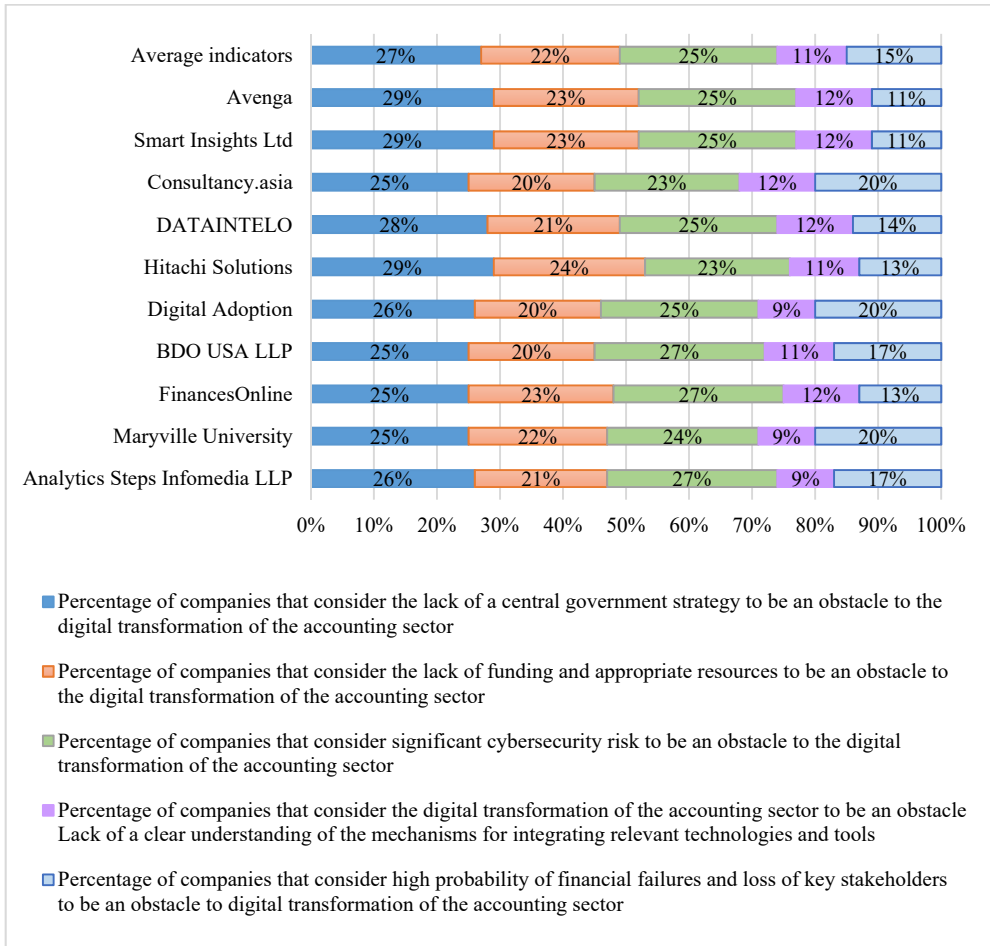 Average indicators 27% 22% 25% 11% 15%
Avenga 29% 23% 25% 12% 11%
Smart Insights Ltd 29% 23% 25% 12% 11%
Consultancy.asia 25% 20% 23% 12% 20%
DATAINTELO 28% 21% 25% 12% 14%
Hitachi Solutions 29% 24% 23% 11% 13%
Digital Adoption 26% 20% 25% 9% 20%
BDO USA LLP 25% 20% 27% 11% 17%
FinancesOnline 25% 23% 27% 12% 13%
Maryville University 25% 22% 24% 9% 20%
Analytics Steps Infomedia LLP 26% 21% 27% 9% 17%
0% 10% 20% 30% 40% 50% 60% 70% 80% 90% 100%
Percentage of companies that consider the lack of a central government strategy to be an obstacle to the
digital transformation of the accounting sector
Percentage of companies that consider the lack of funding and appropriate resources to be an obstacle to
the digital transformation of the accounting sector
Percentage of companies that consider significant cybersecurity risk to be an obstacle to the digital
transformation of the accounting sector
Percentage of companies that consider the digital transformation of the accounting sector to be an obstacle
Lack of a clear understanding of the mechanisms for integrating relevant technologies and tools
Percentage of companies that consider high probability of financial failures and loss of key stakeholders
to be an obstacle to digital transformation of the accounting sector